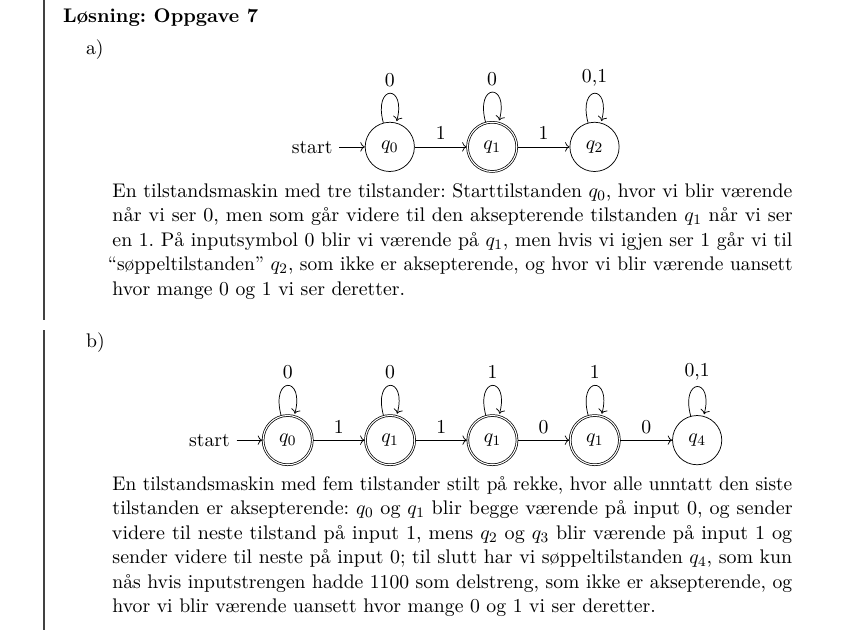 Løsning: Oppgave 7
a)
0 0 0,1
1 1
start q0 q1 q2
En tilstandsmaskin med tre tilstander: Starttilstanden q0, hvor vi blir værende
når vi ser 0, men som går videre til den aksepterende tilstanden q1 når vi ser
en 1. På inputsymbol 0 blir vi værende på q1, men hvis vi igjen ser 1 går vi til
“søppeltilstanden” q2, som ikke er aksepterende, og hvor vi blir værende uansett
hvor mange 0 og 1 vi ser deretter.
b)
0 0 1 1 0,1
1 1 0 0
start q0 q1 q1 q1 q4
En tilstandsmaskin med fem tilstander stilt på rekke, hvor alle unntatt den siste
tilstanden er aksepterende: q0 og q1 blir begge værende på input 0, og sender
videre til neste tilstand på input 1, mens q2 og q3 blir værende på input 1 og
sender videre til neste på input 0; til slutt har vi søppeltilstanden q4, som kun
nås hvis inputstrengen hadde 1100 som delstreng, som ikke er aksepterende, og
hvor vi blir værende uansett hvor mange 0 og 1 vi ser deretter.